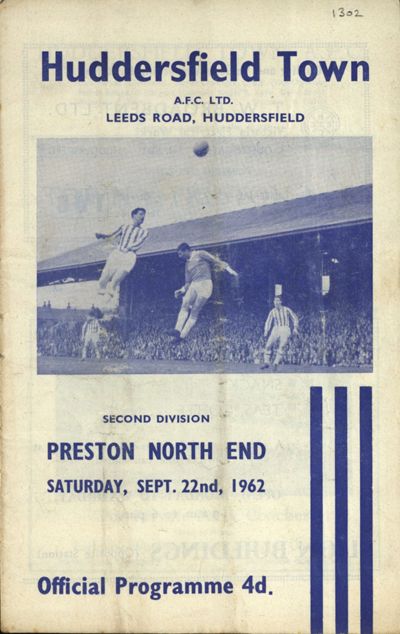 1302
Huddersfield Town
A.F.C. LTD.
LEEDS ROAD, HUDDERSFIELD
SECOND DIVISION
PRESTON NORTH END
SATURDAY, SEPT. 22nd, 1962
Official Programme 4d.